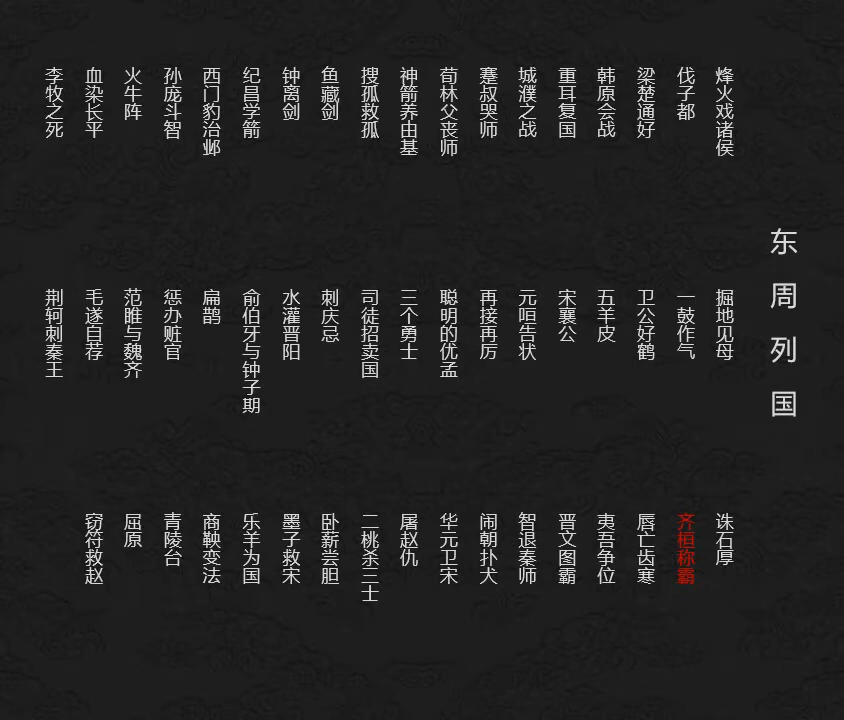 东周列国
烽火戏诸侯
掘地见母
诛石厚
伐子都
一鼓作气
齐桓称霸
梁楚通好
卫公好鹤
唇亡齿寒
韩原会战
五羊皮
夷吾争位
重耳复国
宋襄公
晋文图霸
城濮之战
元咺告状
智退秦师
蹇叔哭师
再接再厉
闹朝扑犬
荀林父丧师
聪明的优孟
华元卫宋
神箭养由基
三个勇士
屠赵仇
搜孤救孤
司徒招卖国
二桃杀三士
鱼藏剑
刺庆忌
卧薪尝胆
钟离剑
水灌晋阳
墨子救宋
纪昌学箭
俞伯牙与钟子期
乐羊为国
西门豹治邺
扁鹊
商鞅变法
孙庞斗智
惩办赃官
青陵台
火牛阵
范睢与魏齐
屈原
血染长平
毛遂自荐
窃符救赵
李牧之死
荆轲刺秦王